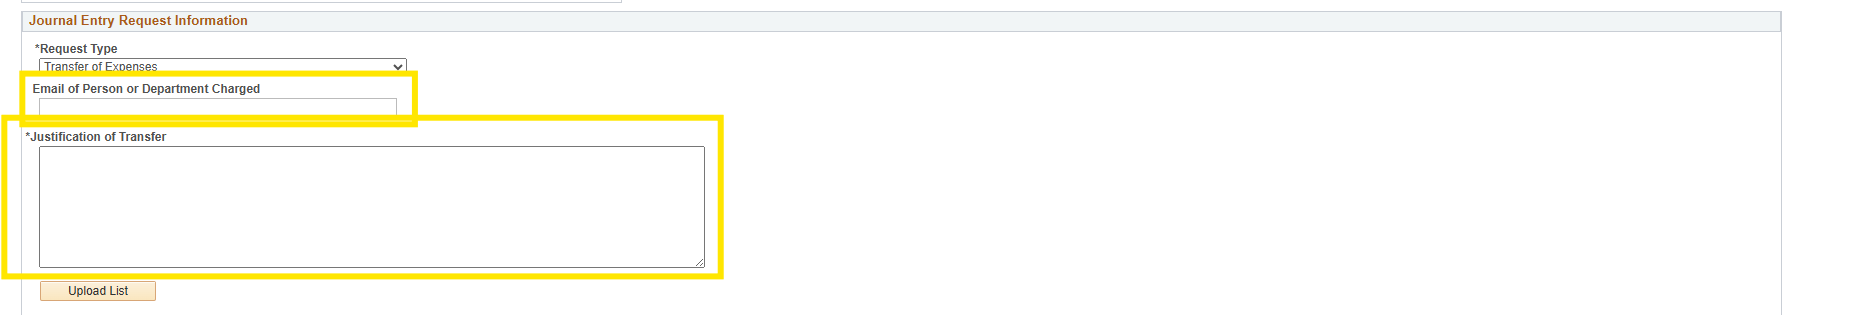 Journal Entry Request Information
*Request Type
Transfer of Expenses
Email of Person or Department Charged
*Justification of Transfer
Upload List